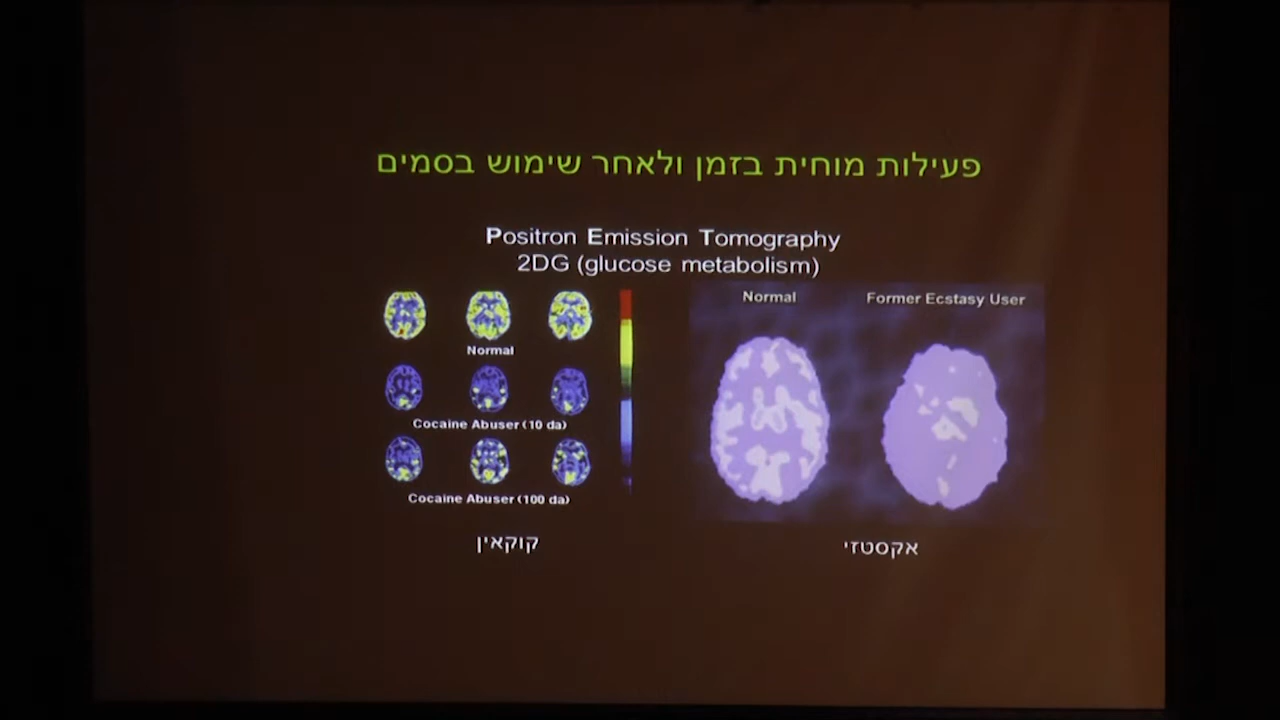 פעילות מוחית בזמן ולאחר שימוש בסמים
Positron Emission Tomography
2DG (glucose metabolism)
Normal
Cocaine Abuser (10 da)
Cocaine Abuser (100 da)
קוקאין
Normal
Former Ecstasy User
אקסטזי